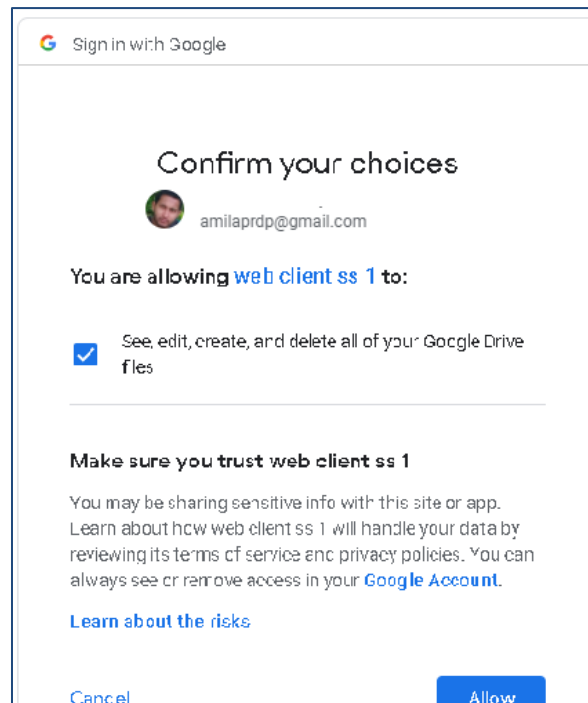 Sign in with Google
Confirm your choices
amilaprdp@gmail.com
You are allowing web client ss 1 to:
See, edit, create, and delete all of your Google Drive
files
Make sure you trust web client ss 1
You may be sharing sensitive info with this site or app.
Learn about how web client ss 1 will handle your data by
reviewing its terms of service and privacy policies. You can
always see or remove access in your Google Account.
Learn about the risks
Cancel
Allow